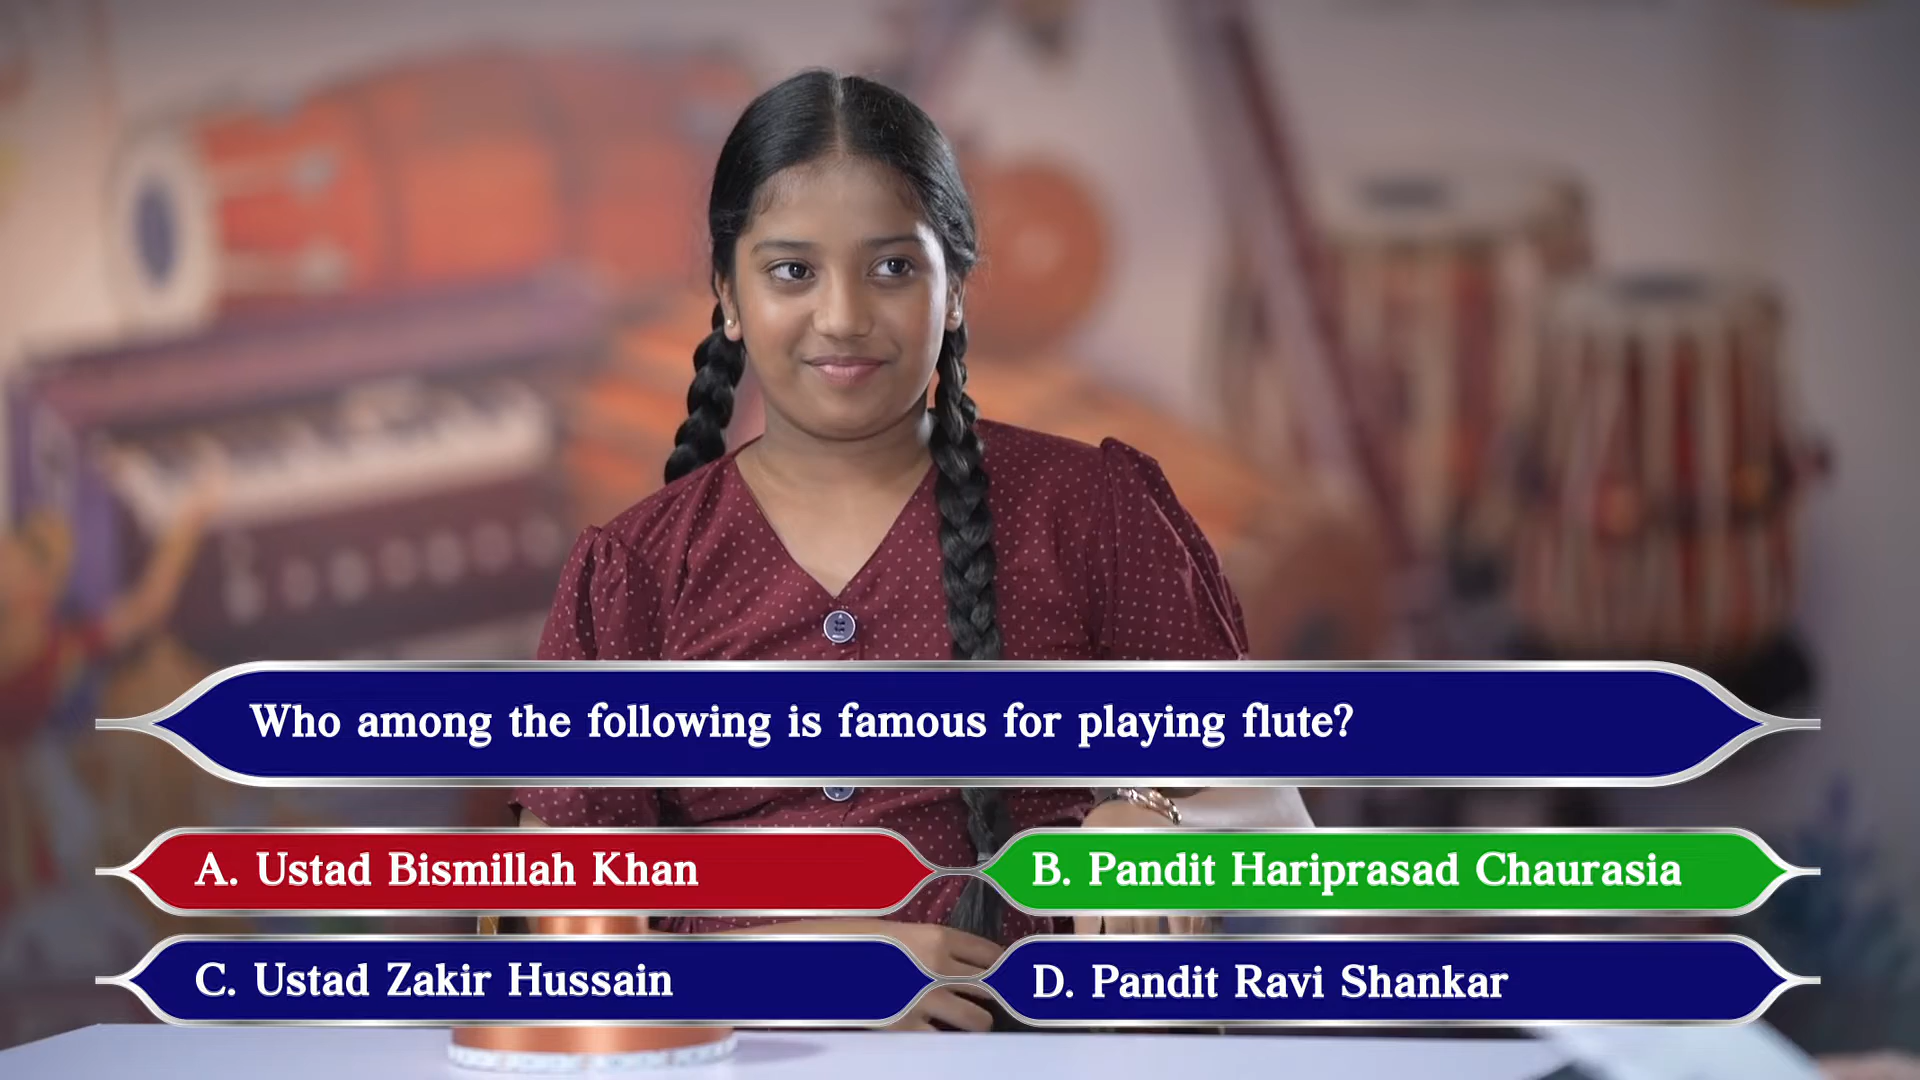 Who among the following is famous for playing flute?
A. Ustad Bismillah Khan
B. Pandit Hariprasad Chaurasia
C. Ustad Zakir Hussain
D. Pandit Ravi Shankar